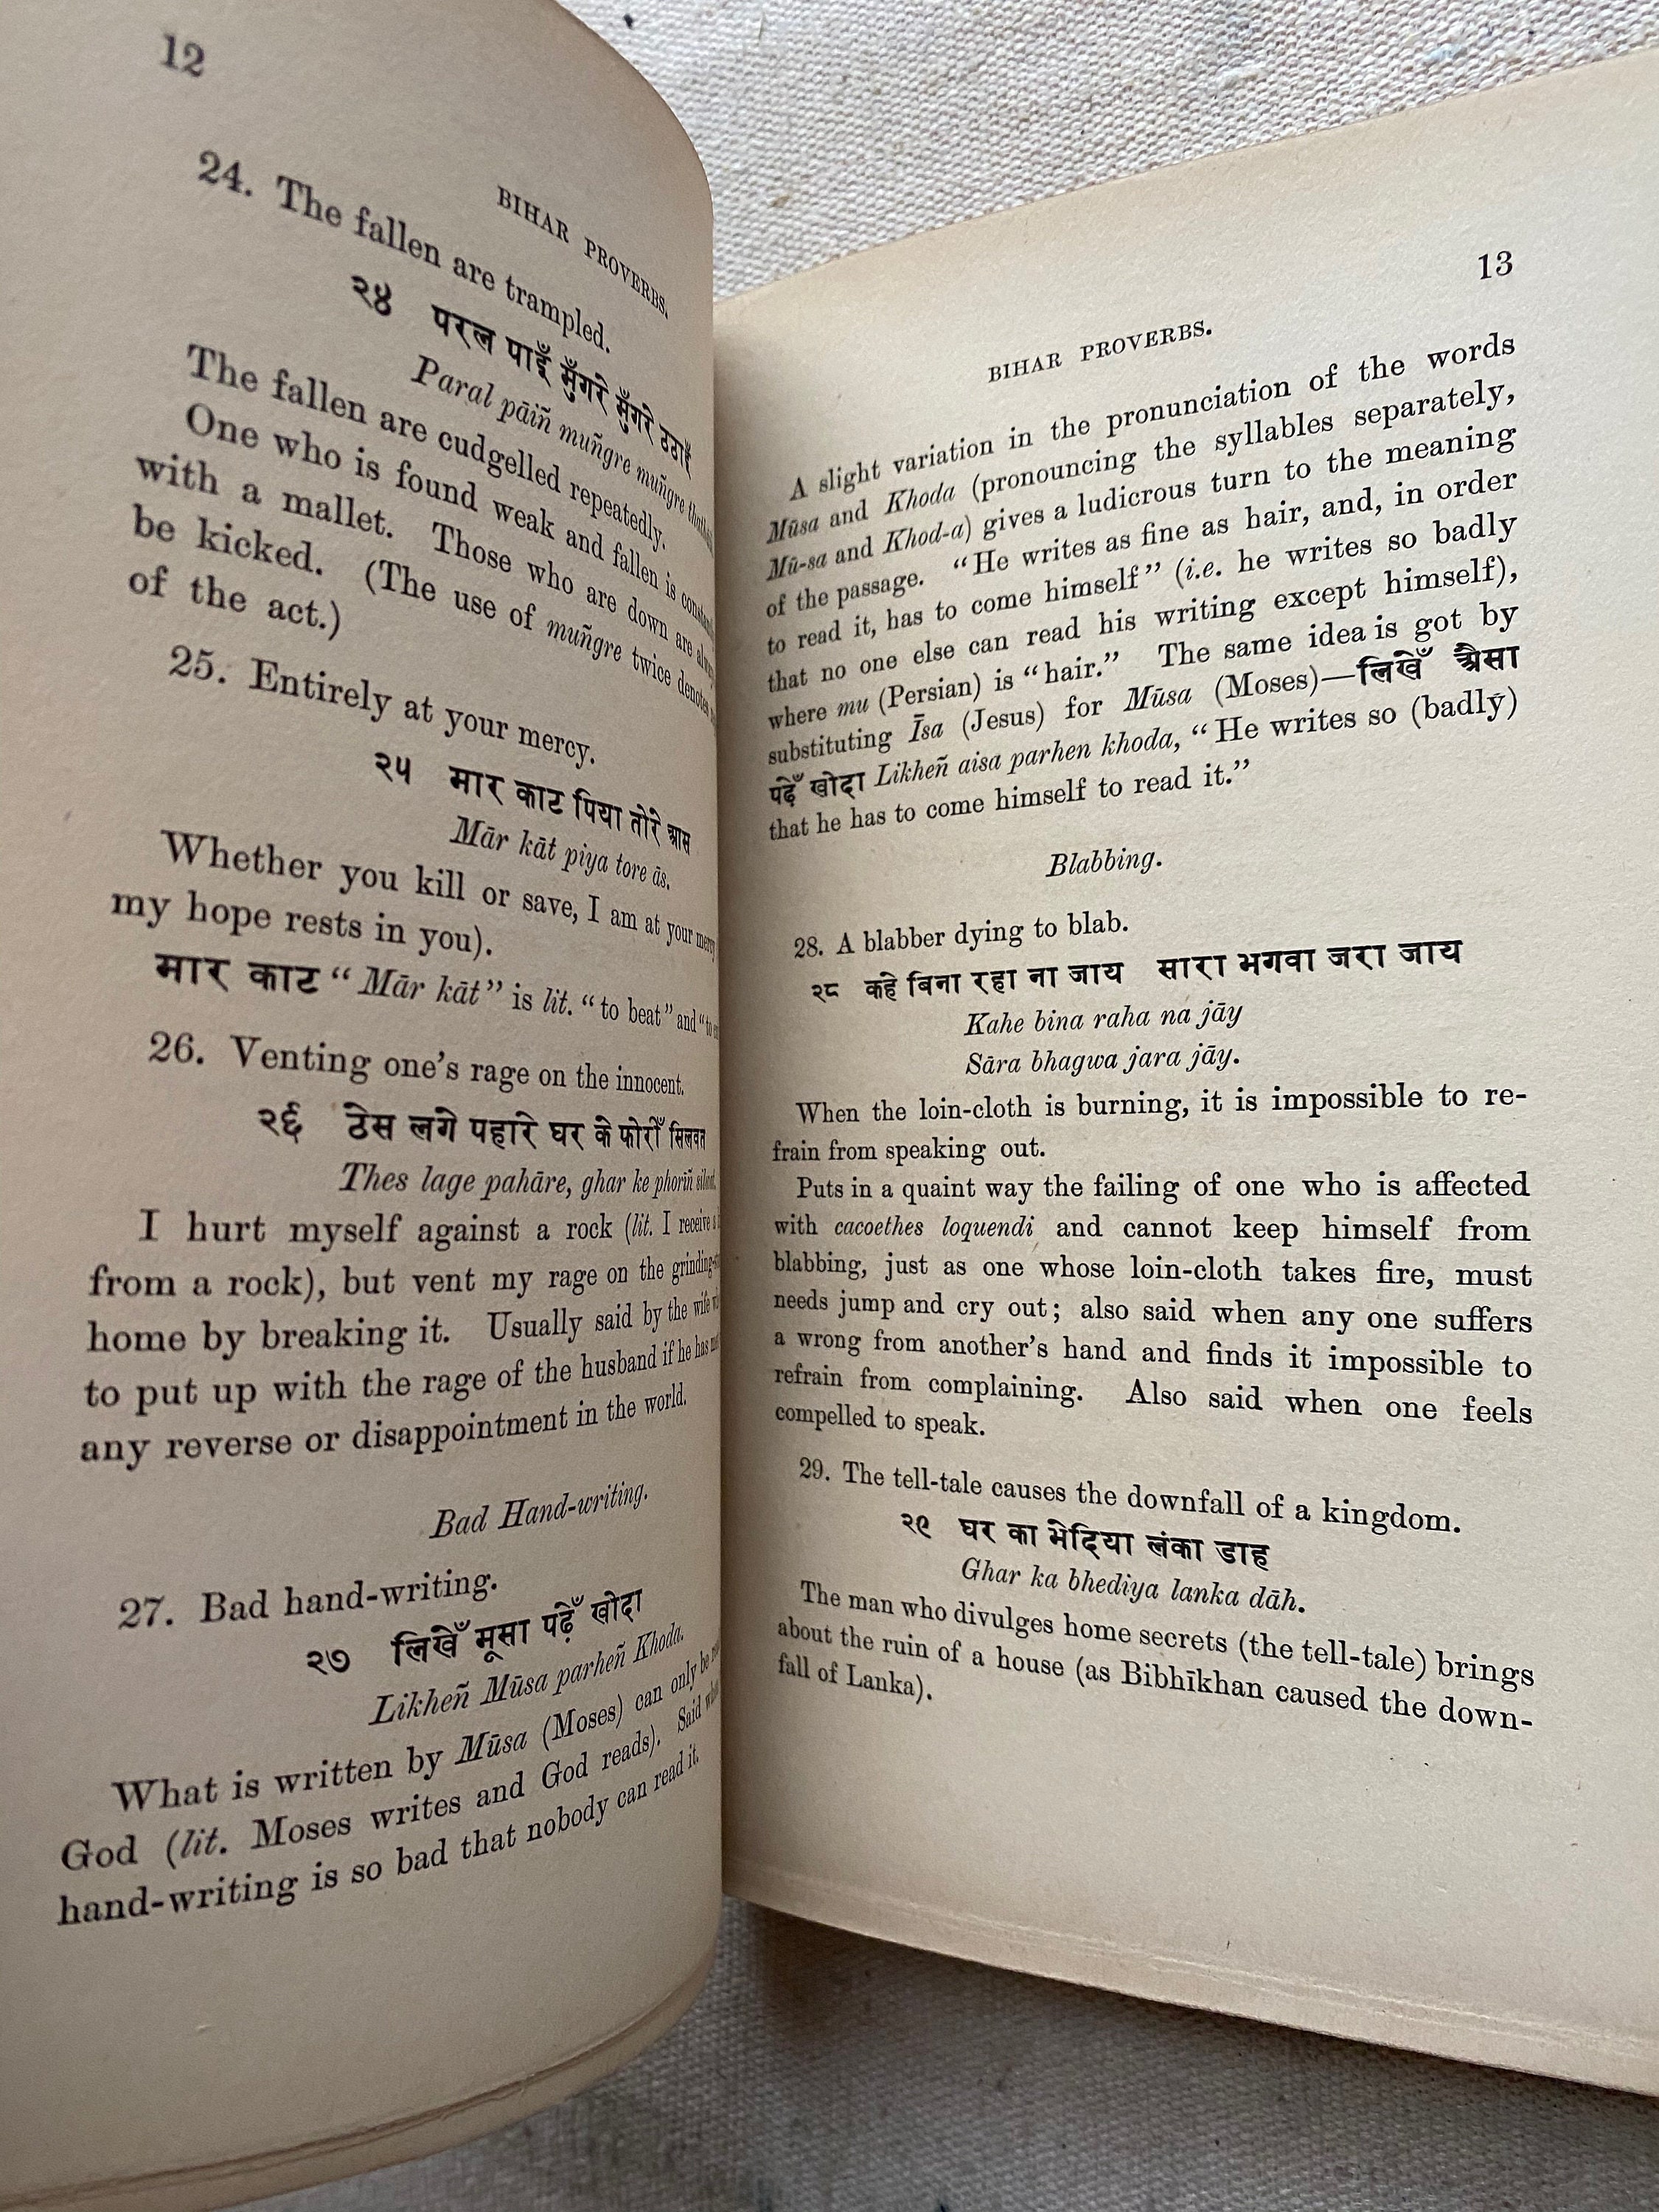 12
BIHAR PROVERBS.
24. The fallen are trampled.
२४ परल पाइँ मुँगरे मुँगरे ठठाइँ
Paral pāiñ muñgre muñgre
The fallen are cudgelled repeatedly.
One who is found weak and fallen is
with a mallet. Those who are down are
be kicked. (The use of muñgre twice denotes
of the act.)
25. Entirely at your mercy.
२५ मार काट पिया तोरे आस
Mār kāt piya tore ās.
Whether you kill or save, I am at your
my hope rests in you).
मार काट “Mār kāt” is lit. “to beat” and
26. Venting one's rage on the innocent.
२६ ठेस लगे पहारे घर के फोरीँ सिलवत
Thes lage pahāre, ghar ke phorīñ
I hurt myself against a rock (lit. I receive
from a rock), but vent my rage on the
home by breaking it. Usually said by the wife
to put up with the rage of the husband if he has
any reverse or disappointment in the world.
Bad Hand-writing.
27. Bad hand-writing.
२७ लिखेँ मूसा पढ़ेँ खोदा
Likheñ Mūsa parheñ Khoda.
What is written by Mūsa (Moses) can only be
God (lit. Moses writes and God reads). Said
hand-writing is so bad that nobody can read it.
13
BIHAR PROVERBS.
A slight variation in the pronunciation of the words
Mūsa and Khoda (pronouncing the syllables separately,
Mū-sa and Khod-a) gives a ludicrous turn to the meaning
of the passage. “He writes as fine as hair, and, in order
to read it, has to come himself” (i.e. he writes so badly
that no one else can read his writing except himself),
where mu (Persian) is “hair.” The same idea is got by
substituting Īsa (Jesus) for Mūsa (Moses)—लिखेँ ऐसा
पढ़ेँ खोदा Likheñ aisa parhen khoda, “He writes so (badly)
that he has to come himself to read it.”
Blabbing.
28. A blabber dying to blab.
२८ कहे बिना रहा ना जाय सारा भगवा जरा जाय
Kahe bina raha na jāy
Sāra bhagwa jara jāy.
When the loin-cloth is burning, it is impossible to re-
frain from speaking out.
Puts in a quaint way the failing of one who is affected
with cacoethes loquendi and cannot keep himself from
blabbing, just as one whose loin-cloth takes fire, must
needs jump and cry out; also said when any one suffers
a wrong from another's hand and finds it impossible to
refrain from complaining. Also said when one feels
compelled to speak.
29. The tell-tale causes the downfall of a kingdom.
२९ घर का भेदिया लंका डाह
Ghar ka bhediya lanka dāh.
The man who divulges home secrets (the tell-tale) brings
about the ruin of a house (as Bibhīkhan caused the down-
fall of Lanka).